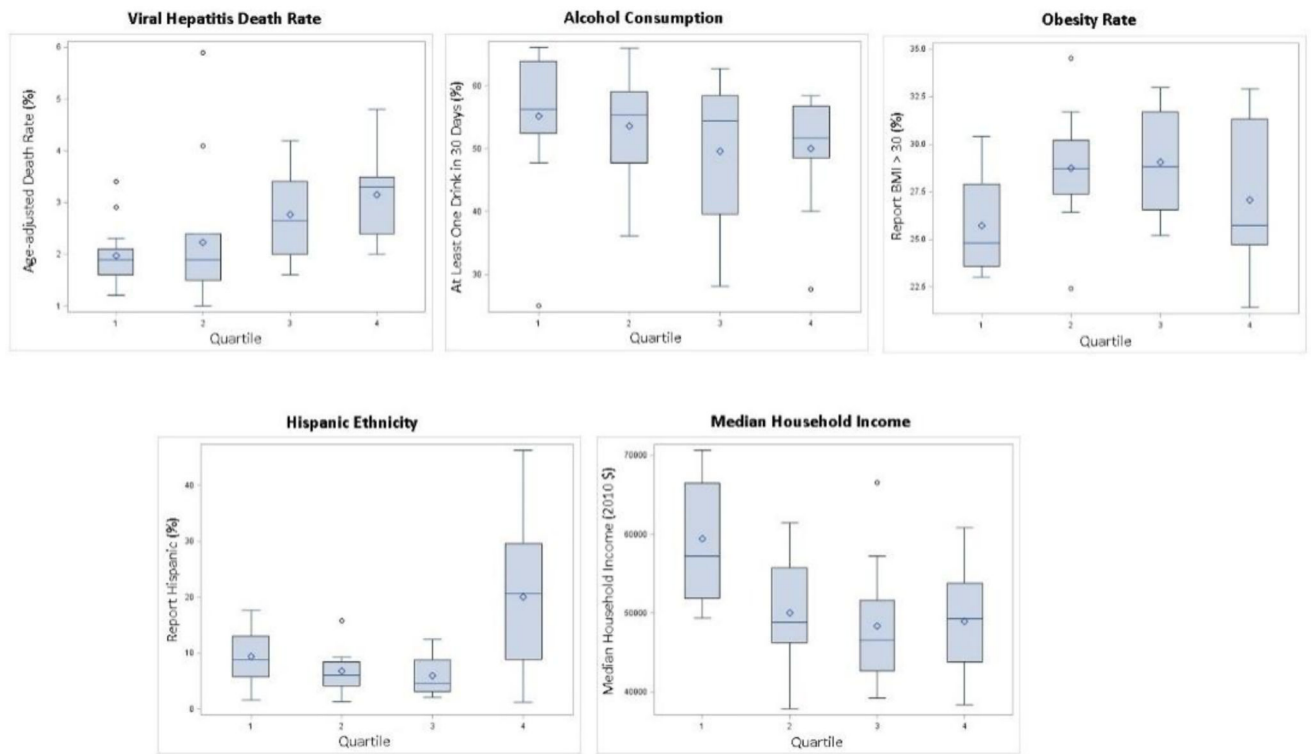 Viral Hepatitis Death Rate
Age-adjusted Death Rate (%)
6
5
4
3
2
1
1 2 3 4
Quartile
Alcohol Consumption
At Least One Drink in 30 Days (%)
60
50
40
30
1 2 3 4
Quartile
Obesity Rate
Report BMI > 30 (%)
35.0
32.5
30.0
27.5
25.0
22.5
1 2 3 4
Quartile
Hispanic Ethnicity
Report Hispanic (%)
40
30
20
10
0
1 2 3 4
Quartile
Median Household Income
Median Household Income (2010 $)
70000
60000
50000
40000
1 2 3 4
Quartile